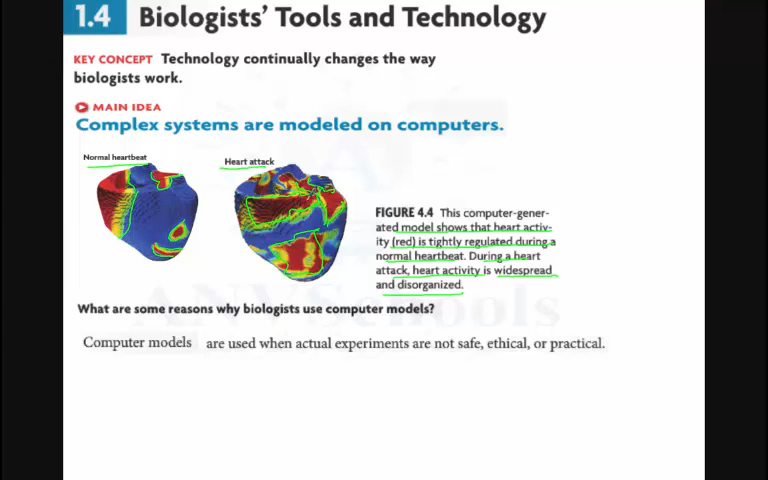 1.4 Biologists' Tools and Technology
KEY CONCEPT Technology continually changes the way
biologists work.
MAIN IDEA
Complex systems are modeled on computers.
Normal heartbeat
Heart attack
FIGURE 4.4 This computer-gener-
ated model shows that heart activ-
ity (red) is tightly regulated during a
normal heartbeat. During a heart
attack, heart activity is widespread
and disorganized.
What are some reasons why biologists use computer models?
ANVSchools
Computer models are used when actual experiments are not safe, ethical, or practical.